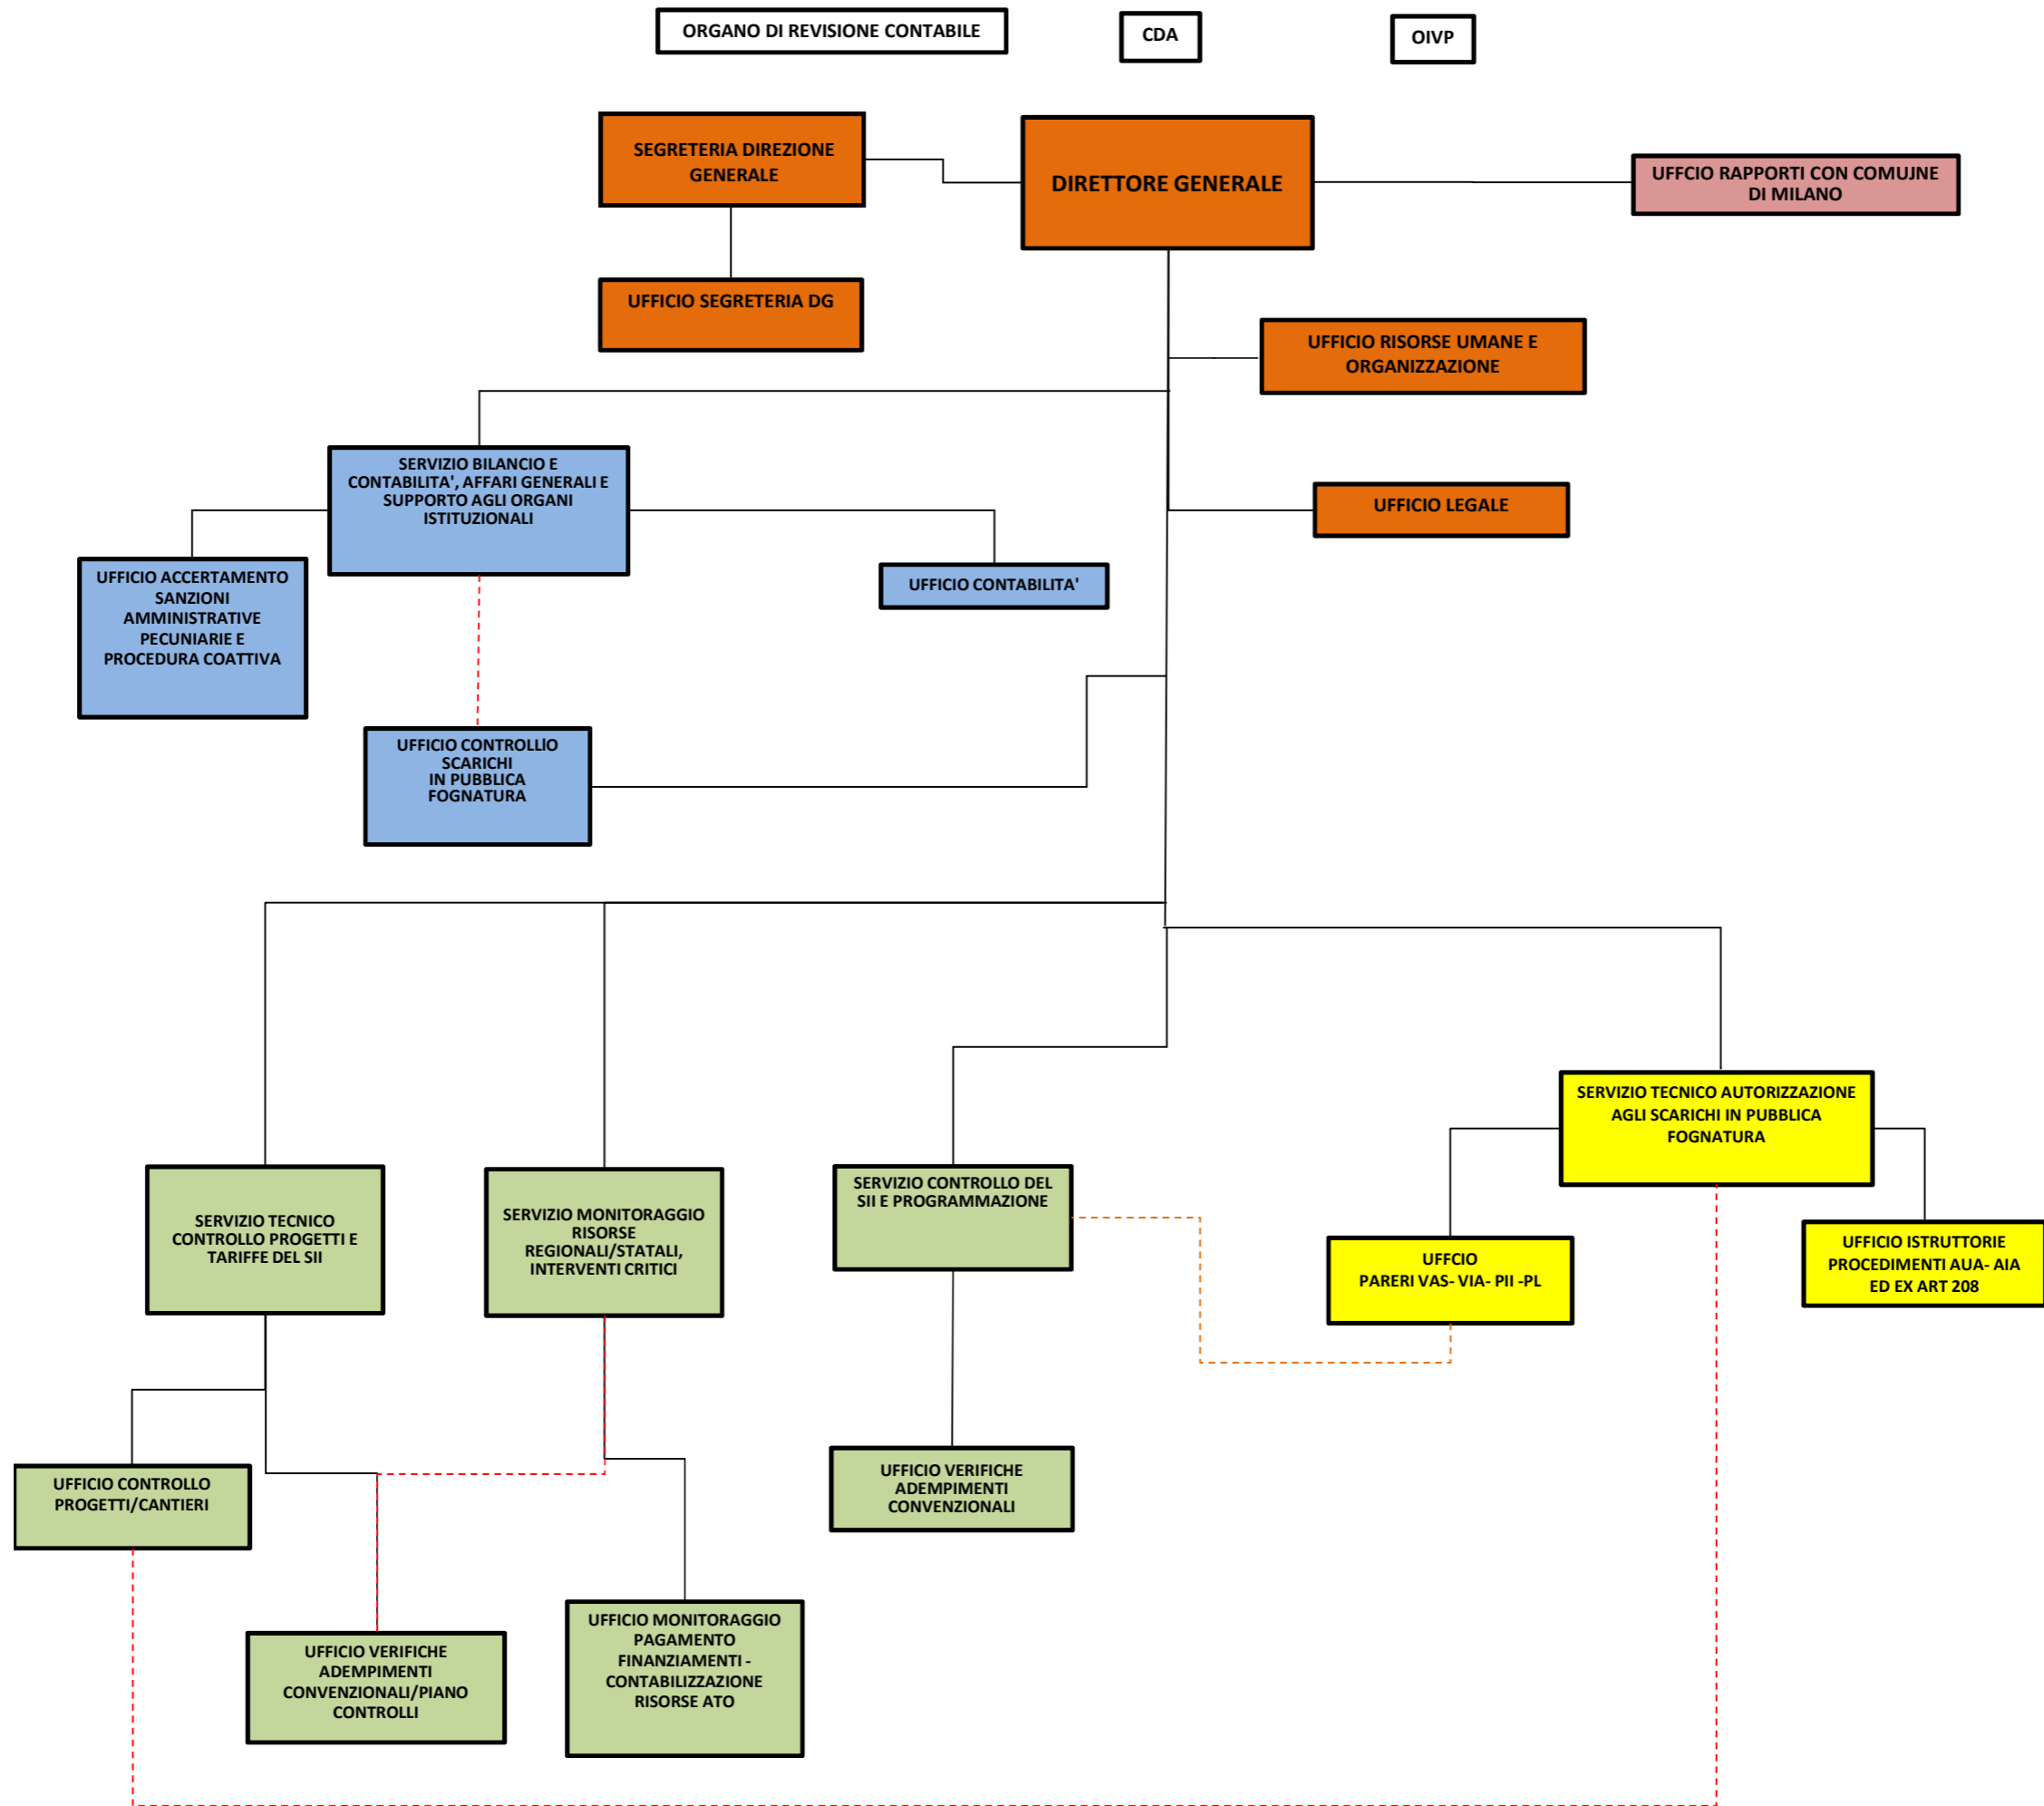 ORGANO DI REVISIONE CONTABILE
CDA
OIVP
SEGRETERIA DIREZIONE
GENERALE
DIRETTORE GENERALE
UFFCIO RAPPORTI CON COMUJNE
DI MILANO
UFFICIO SEGRETERIA DG
UFFICIO RISORSE UMANE E
ORGANIZZAZIONE
SERVIZIO BILANCIO E
CONTABILITA', AFFARI GENERALI E
SUPPORTO AGLI ORGANI
ISTITUZIONALI
UFFICIO LEGALE
UFFICIO ACCERTAMENTO
SANZIONI
AMMINISTRATIVE
PECUNIARIE E
PROCEDURA COATTIVA
UFFICIO CONTABILITA'
UFFICIO CONTROLLlO
SCARICHI
IN PUBBLICA
FOGNATURA
SERVIZIO TECNICO AUTORIZZAZIONE
AGLI SCARICHI IN PUBBLICA
FOGNATURA
SERVIZIO TECNICO
CONTROLLO PROGETTI E
TARIFFE DEL SII
SERVIZIO MONITORAGGIO
RISORSE
REGIONALI/STATALI,
INTERVENTI CRITICI
SERVIZIO CONTROLLO DEL
SII E PROGRAMMAZIONE
UFFCIO
PARERI VAS- VIA- PII -PL
UFFICIO ISTRUTTORIE
PROCEDIMENTI AUA- AIA
ED EX ART 208
UFFICIO CONTROLLO
PROGETTI/CANTIERI
UFFICIO VERIFICHE
ADEMPIMENTI
CONVENZIONALI
UFFICIO VERIFICHE
ADEMPIMENTI
CONVENZIONALI/PIANO
CONTROLLI
UFFICIO MONITORAGGIO
PAGAMENTO
FINANZIAMENTI -
CONTABILIZZAZIONE
RISORSE ATO